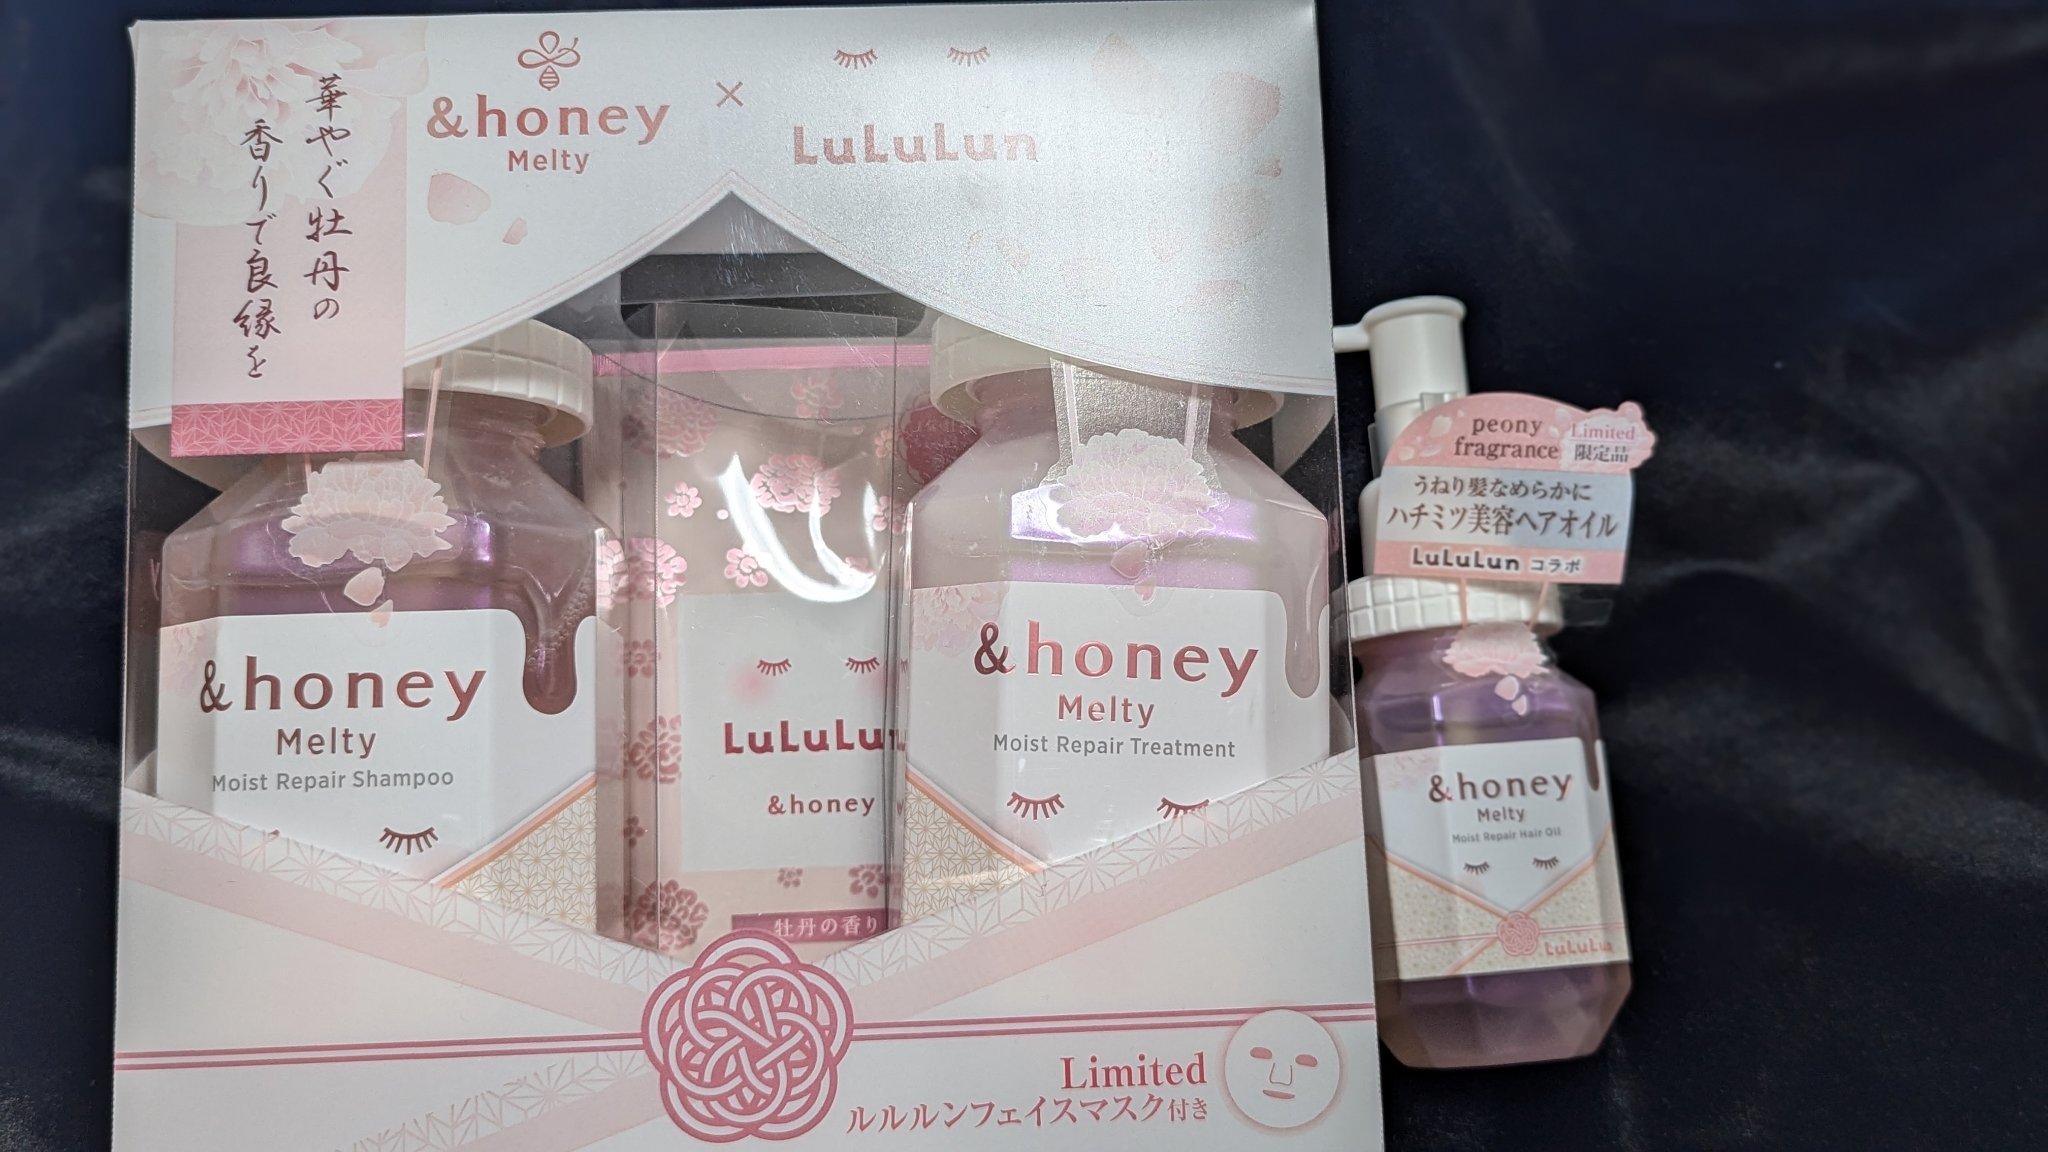 華やぐ牡丹の
香りで良縁を
&honey
Melty
×
LuLuLun
&honey
Melty
Moist Repair Shampoo
LuLuLun
&honey
牡丹の香り
&honey
Melty
Moist Repair Treatment
Limited
ルルルンフェイスマスク付き
peony
fragrance
Limited
限定品
うねり髪なめらかに
ハチミツ美容ヘアオイル
LuLuLun コラボ
&honey
Melty
Moist Repair Hair Oil
LuLuLu